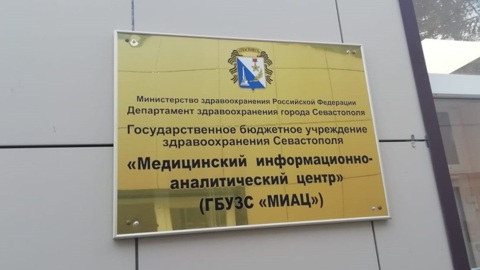 Министерство здравоохранения Российской Федерации
Департамент здравоохранения города Севастополя
Государственное бюджетное учреждение
здравоохранения Севастополя
«Медицинский информационно-
аналитический центр»
(ГБУЗС «МИАЦ»)